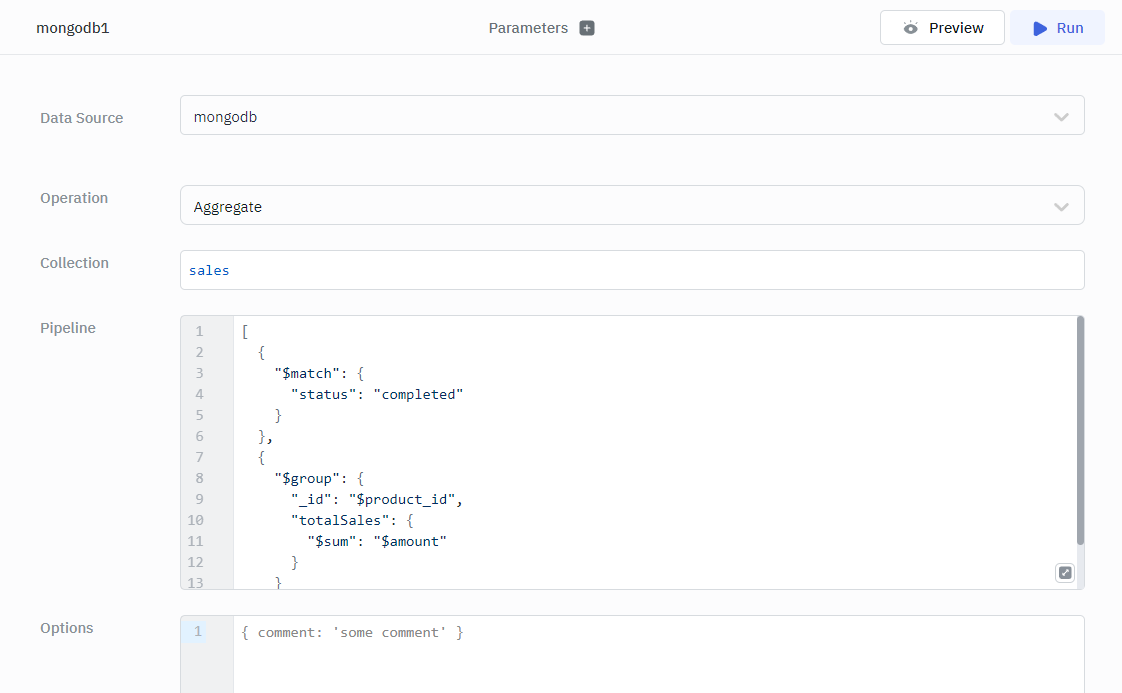 mongodb1
Parameters
Preview
Run
Data Source
mongodb
Operation
Aggregate
Collection
sales
Pipeline
1 [
2 {
3 "$match": {
4 "status": "completed"
5 }
6 },
7 {
8 "$group": {
9 "_id": "$product_id",
10 "totalSales": {
11 "$sum": "$amount"
12 }
13 }
Options
1 { comment: 'some comment' }